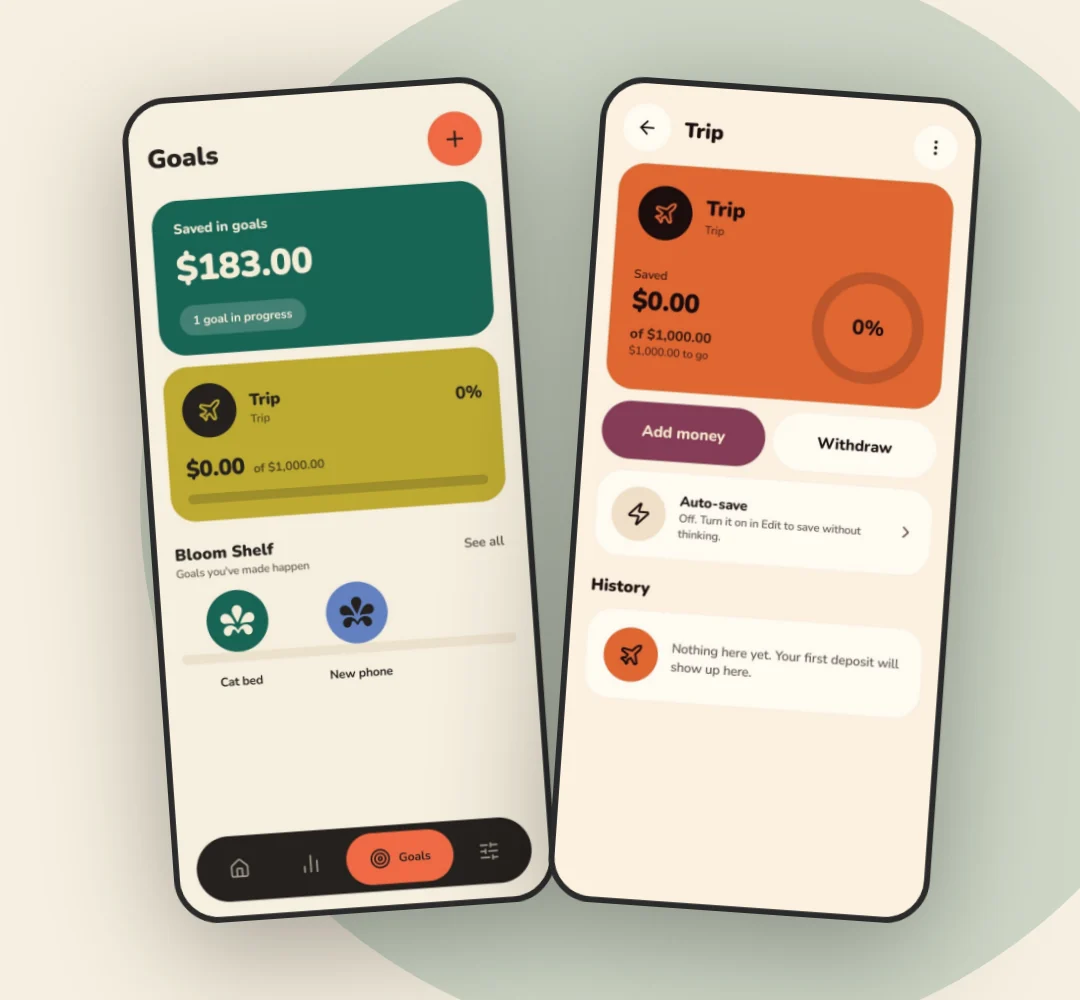 Goals
Saved in goals
$183.00
1 goal in progress
Trip
Trip
0%
$0.00 of $1,000.00
Bloom Shelf
See all
Goals you've made happen
Cat bed
New phone
Goals
Trip
Trip
Trip
Saved
$0.00
of $1,000.00
$1,000.00 to go
0%
Add money
Withdraw
Auto-save
Off. Turn it on in Edit to save without
thinking.
History
Nothing here yet. Your first deposit will
show up here.